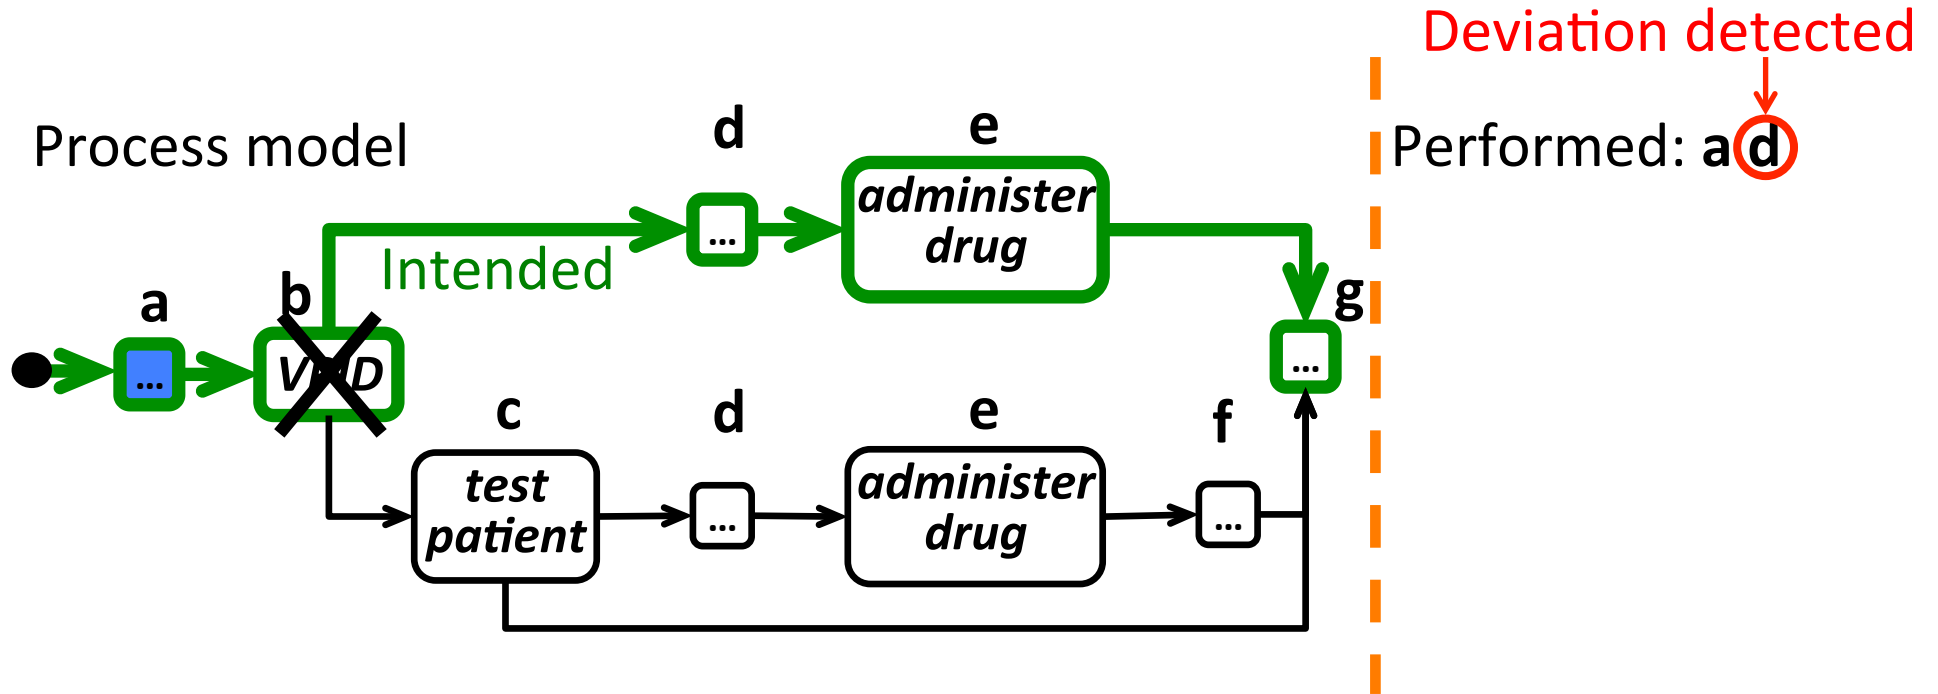 Deviation detected
Process model
Performed: a d
d
e
...
administer
drug
Intended
a
b
g
...
...
c
d
e
f
test
patient
...
administer
drug
...